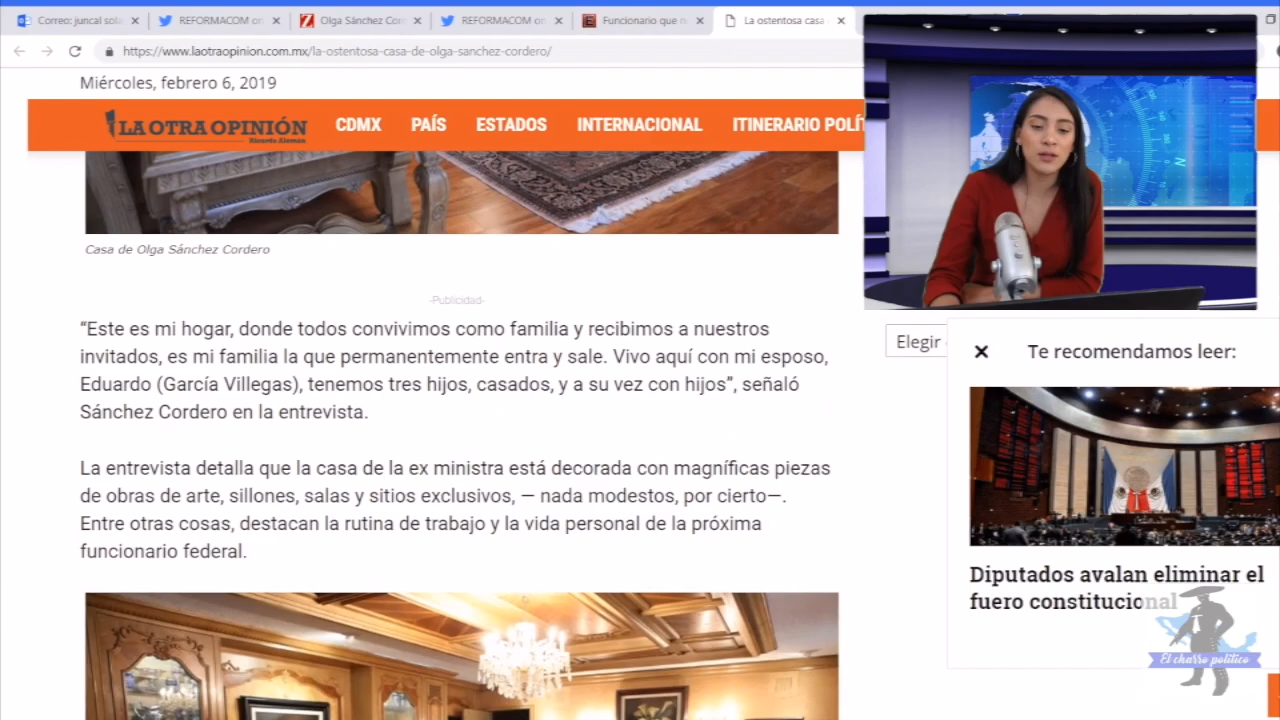 Correo: juncal sola
REFORMACOM on
Olga Sánchez Cor
REFORMACOM on
Funcionario que n
La ostentosa casa
https://www.laotraopinion.com.mx/la-ostentosa-casa-de-olga-sanchez-cordero/
Miércoles, febrero 6, 2019
LA OTRA OPINIÓN
Ricardo Alemán
CDMX PAÍS ESTADOS INTERNACIONAL ITINERARIO POLÍT
Casa de Olga Sánchez Cordero
-Publicidad-
“Este es mi hogar, donde todos convivimos como familia y recibimos a nuestros
invitados, es mi familia la que permanentemente entra y sale. Vivo aquí con mi esposo,
Eduardo (García Villegas), tenemos tres hijos, casados, y a su vez con hijos”, señaló
Sánchez Cordero en la entrevista.
La entrevista detalla que la casa de la ex ministra está decorada con magníficas piezas
de obras de arte, sillones, salas y sitios exclusivos, — nada modestos, por cierto—.
Entre otras cosas, destacan la rutina de trabajo y la vida personal de la próxima
funcionario federal.
Elegir
Te recomendamos leer:
Diputados avalan eliminar el
fuero constitucional
El charro político